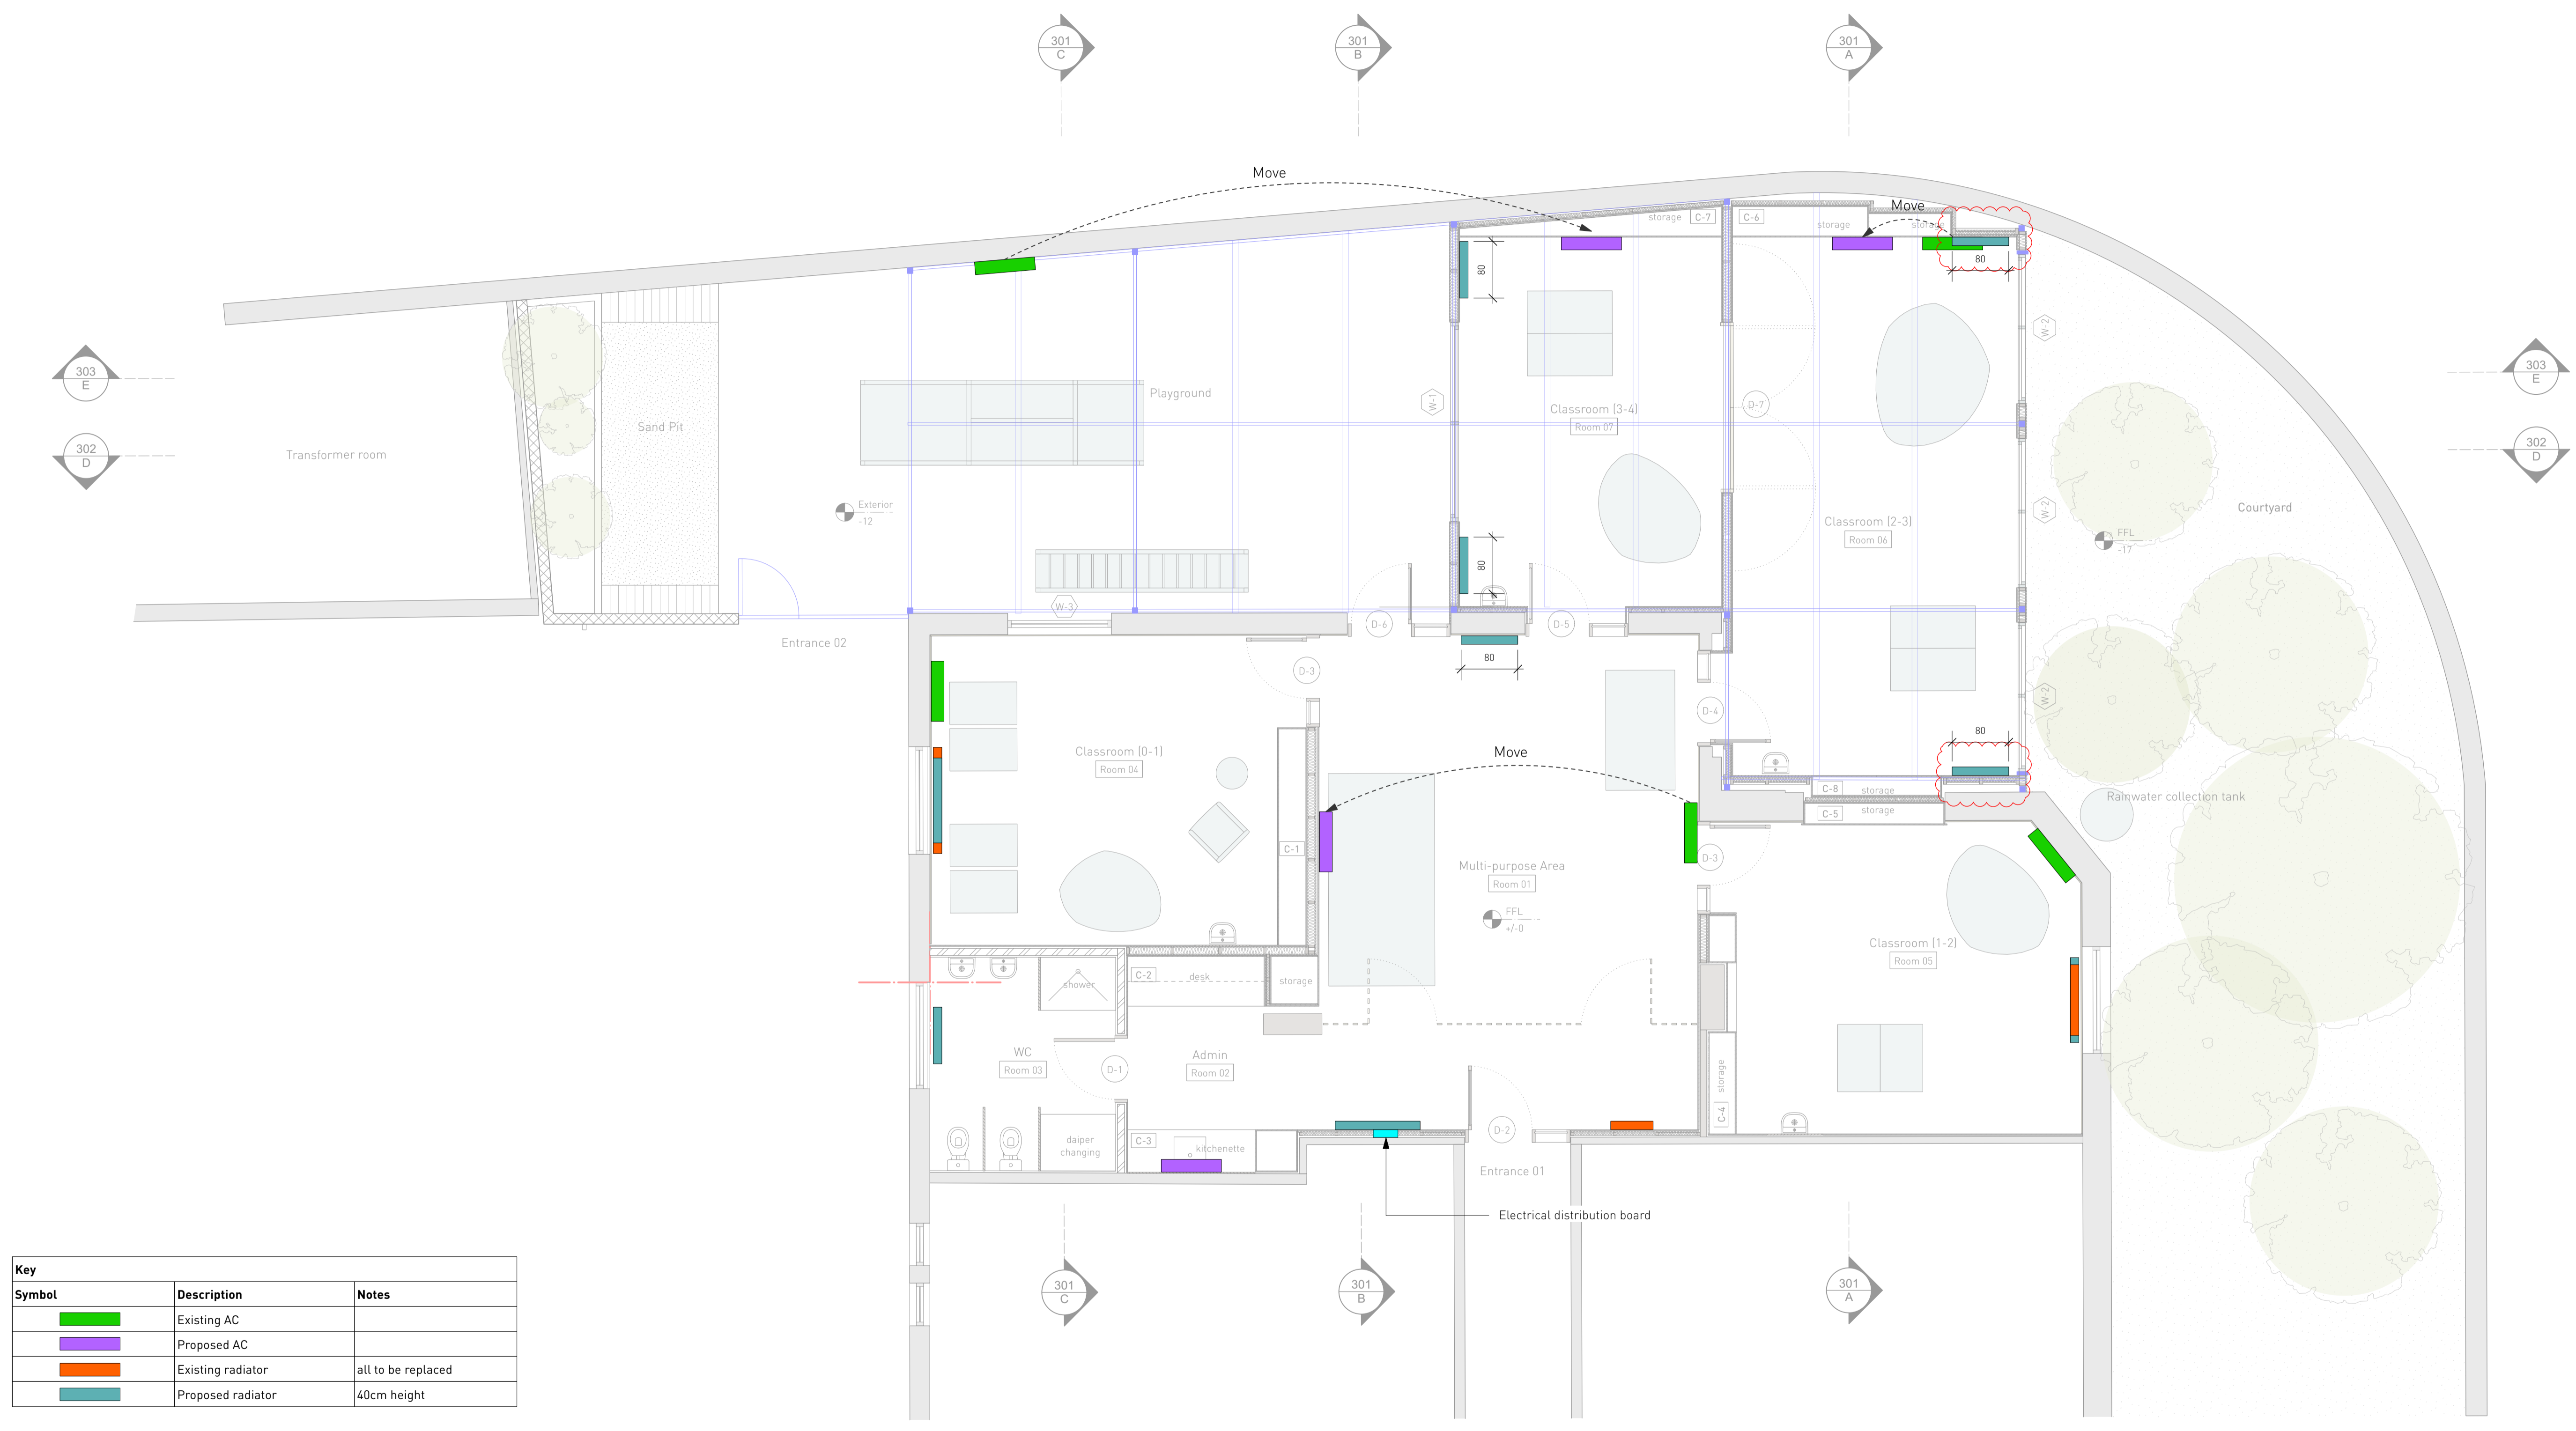 301
C
301
B
301
A
Move
Move
storage
C-7
C-6
storage
storage
80
80
W-2
303
E
303
E
Playground
W-1
Classroom (3-4)
Room 07
D-7
Sand Pit
302
D
302
D
Transformer room
Exterior
-12
Classroom (2-3)
Room 06
W-2
Courtyard
FFL
-17
80
W-3
D-6
D-5
Entrance 02
80
D-3
D-4
W-2
80
Classroom (0-1)
Room 04
Move
C-8
storage
C-5
storage
Rainwater collection tank
C-1
Multi-purpose Area
Room 01
D-3
FFL
+/-0
Classroom (1-2)
Room 05
C-2
desk
storage
shower
WC
Room 03
Admin
Room 02
D-1
storage
C-4
C-3
kitchenette
daiper
changing
D-2
Entrance 01
Electrical distribution board
301
C
301
B
301
A
Key
Symbol Description Notes
Existing AC
Proposed AC
Existing radiator all to be replaced
Proposed radiator 40cm height